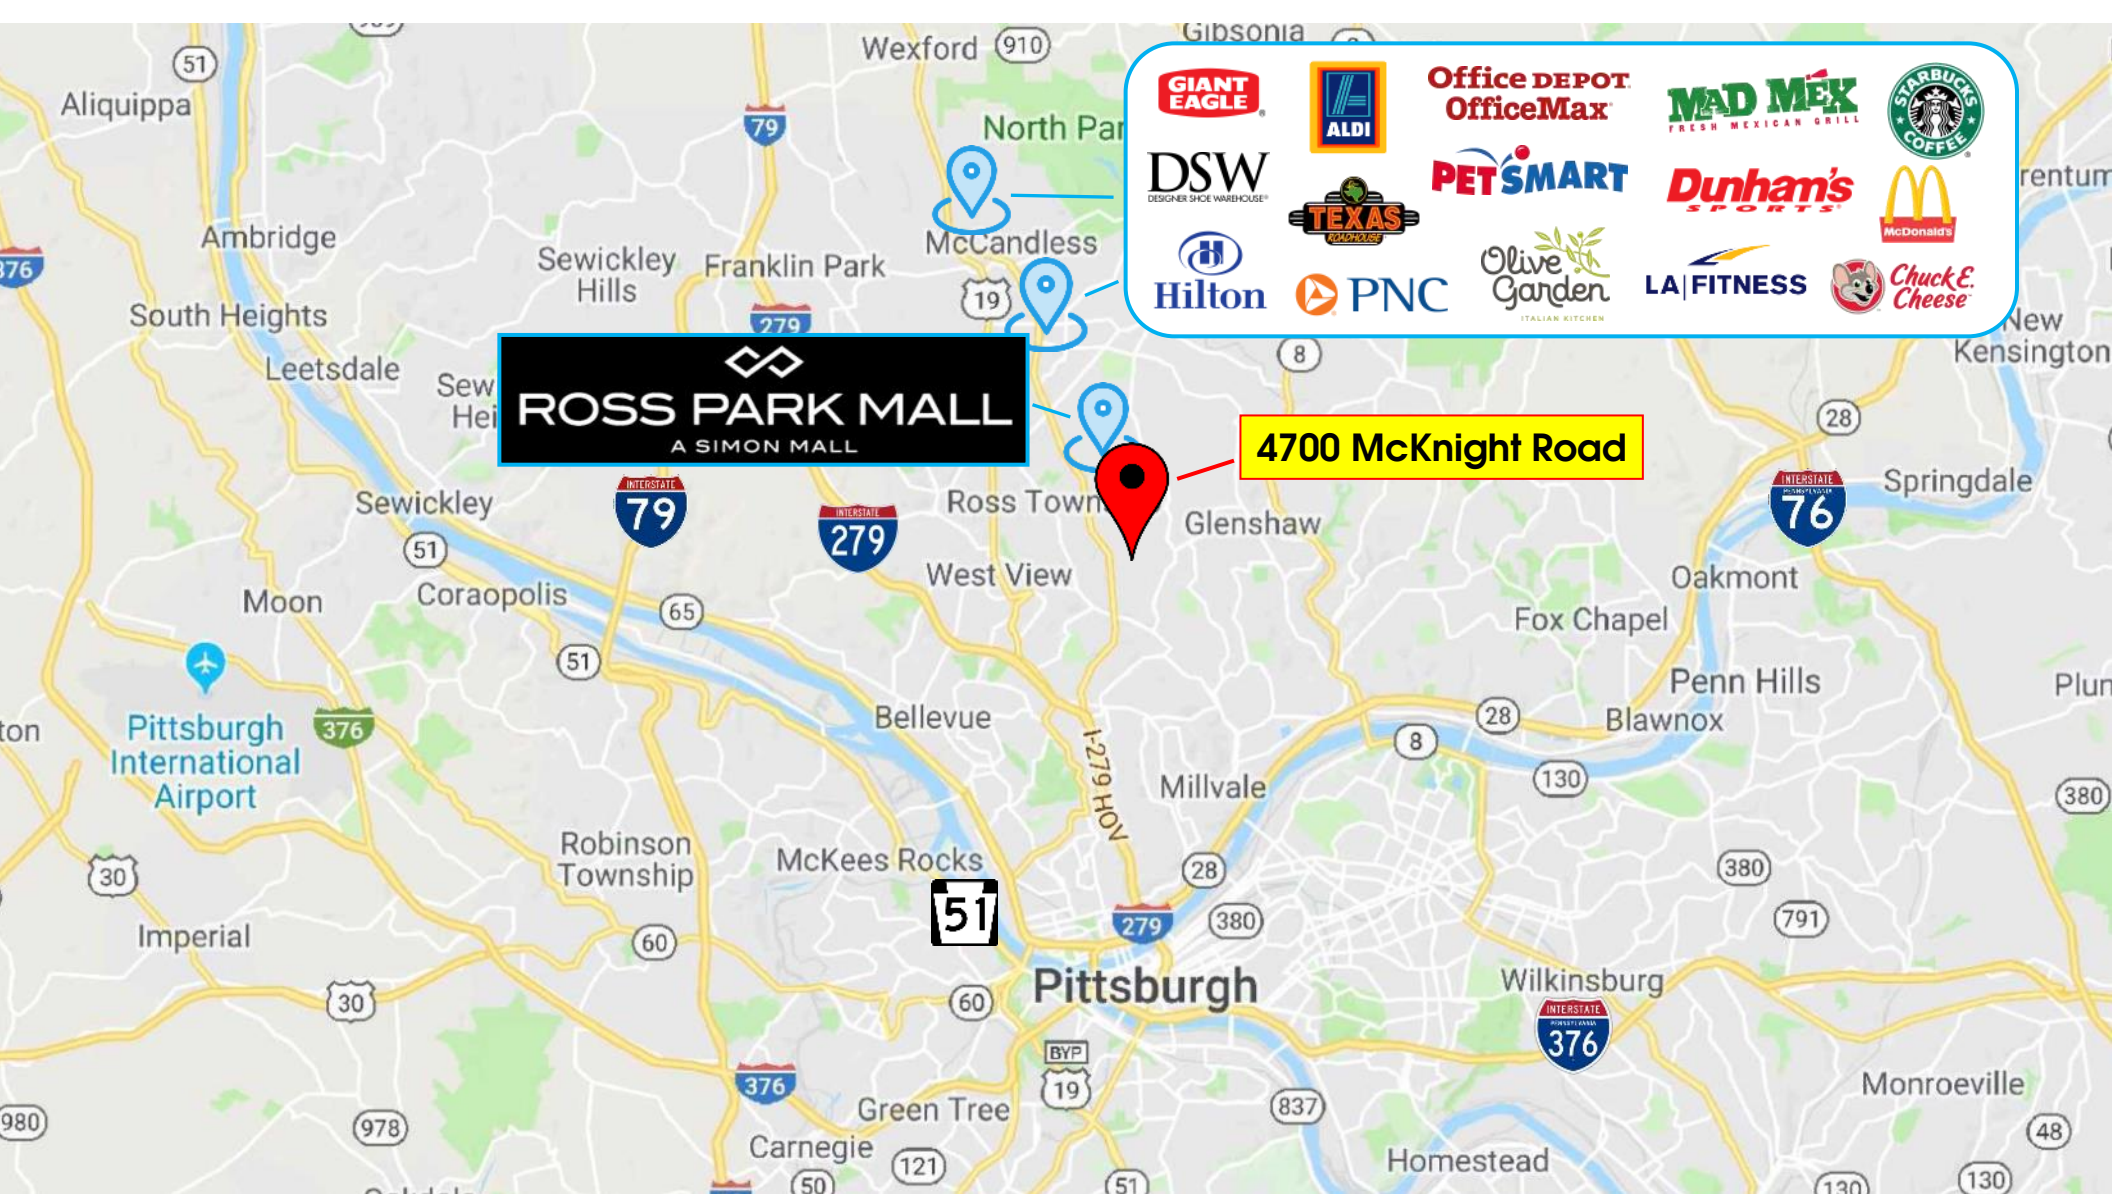 Wexford
910
Gibsonia
51
Aliquippa
79
North Par
GIANT
EAGLE
ALDI
Office DEPOT
OfficeMax
MAD MEX
FRESH MEXICAN GRILL
STARBUCKS
COFFEE
DSW
DESIGNER SHOE WAREHOUSE
TEXAS
ROADHOUSE
PETSMART
Dunham's
SPORTS
McDonald's
Hilton
PNC
Olive
Garden
ITALIAN KITCHEN
LA|FITNESS
Chuck E.
Cheese
rentum
Ambridge
McCandless
Sewickley
Hills
Franklin Park
376
19
South Heights
279
New
Kensington
8
Leetsdale
Sew
Hei
ROSS PARK MALL
A SIMON MALL
4700 McKnight Road
28
Sewickley
INTERSTATE
79
INTERSTATE
279
Ross Town
Glenshaw
INTERSTATE
PENNSYLVANIA
76
Springdale
51
West View
Oakmont
Moon
Coraopolis
65
Fox Chapel
51
Penn Hills
Plum
ton
Pittsburgh
International
Airport
376
Bellevue
28
Blawnox
8
I-279 HOV
Millvale
130
380
Robinson
Township
McKees Rocks
28
380
30
51
279
380
791
Imperial
60
30
60
Pittsburgh
Wilkinsburg
INTERSTATE
PENNSYLVANIA
376
BYP
19
376
Green Tree
837
Monroeville
980
978
Carnegie
121
48
Homestead
50
51
130
130